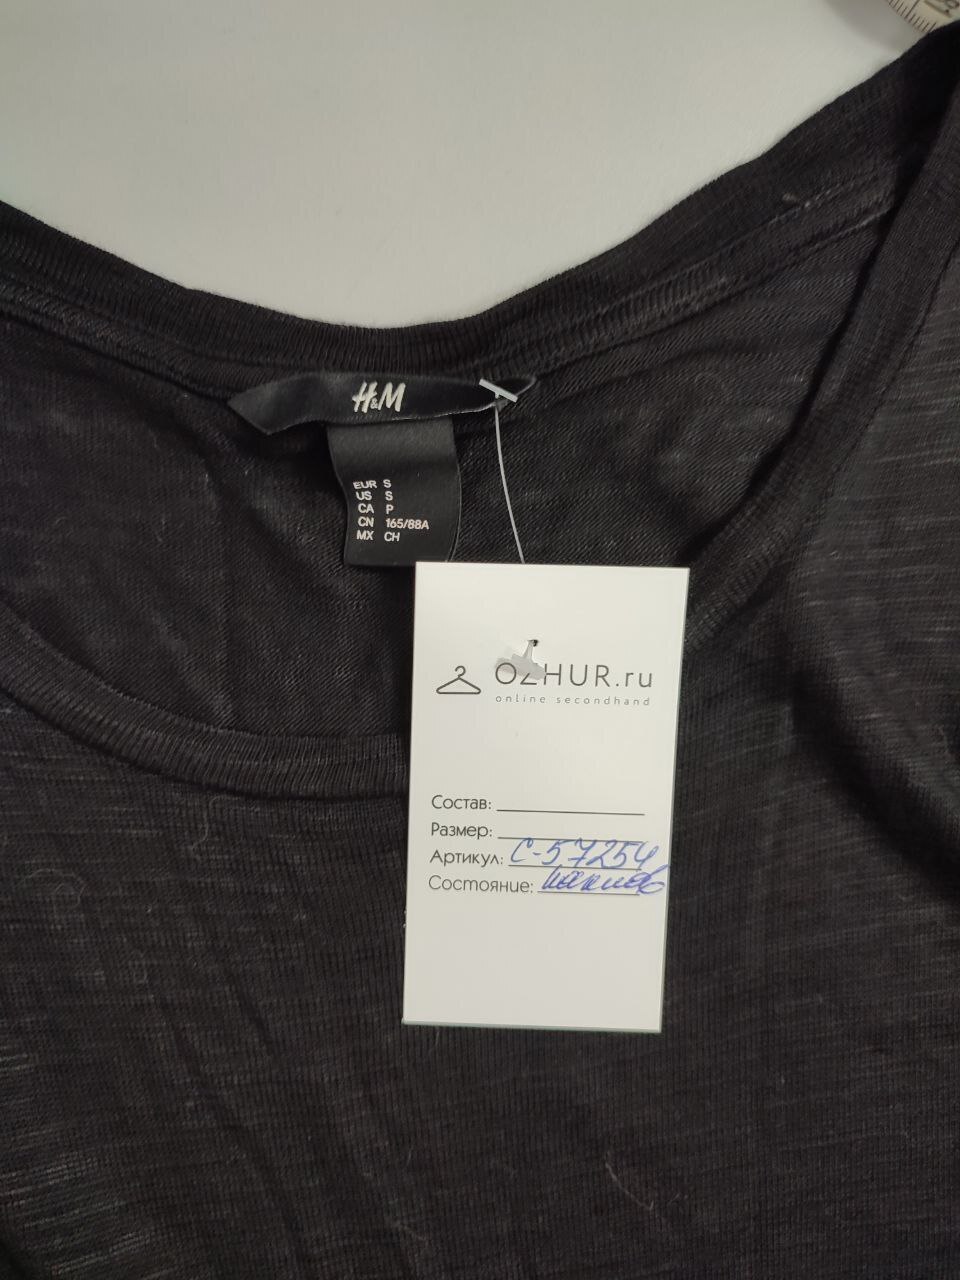 H&M
EUR S
US S
CA P
CN 165/88A
MX CH
OZHUR.ru
online secondhand
Состав:
Размер:
Артикул: С-57254
Состояние: